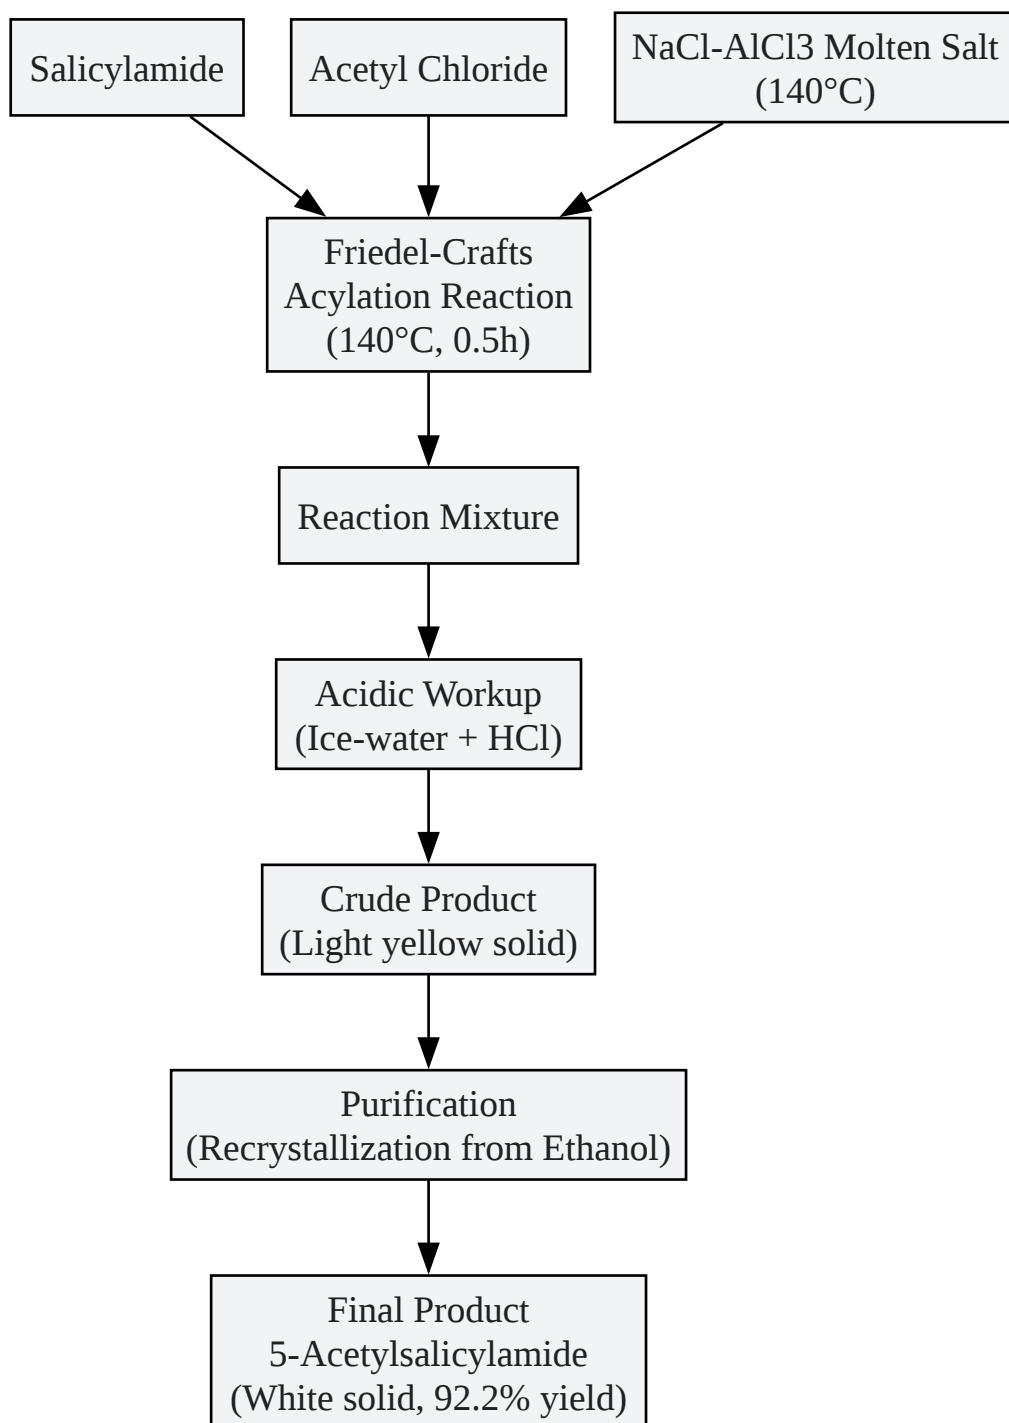 Salicylamide
Acetyl Chloride
NaCl-AlCl3 Molten Salt
(140°C)
Friedel-Crafts
Acylation Reaction
(140°C, 0.5h)
Reaction Mixture
Acidic Workup
(Ice-water + HCl)
Crude Product
(Light yellow solid)
Purification
(Recrystallization from Ethanol)
Final Product
5-Acetylsalicylamide
(White solid, 92.2% yield)